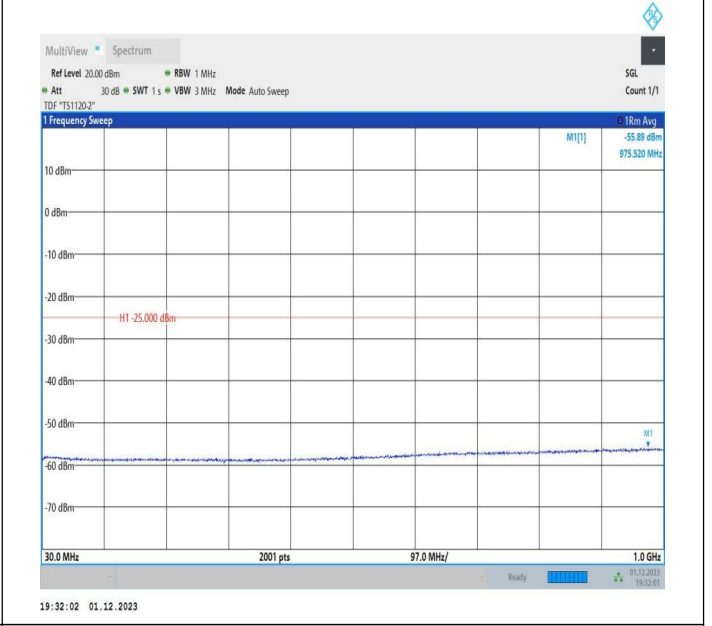 R S
MultiView Spectrum
Ref Level 20.00 dBm RBW 1 MHz SGL
Att 30 dB SWT 1 s VBW 3 MHz Mode Auto Sweep Count 1/1
TDF "TS1120-2"
1 Frequency Sweep 1Rm Avg
M1[1] -55.89 dBm
975.520 MHz
10 dBm
0 dBm
-10 dBm
-20 dBm
H1 -25.000 dBm
-30 dBm
-40 dBm
-50 dBm
M1
-60 dBm
-70 dBm
30.0 MHz 2001 pts 97.0 MHz/ 1.0 GHz
Ready 01.12.2023
19:32:01
19:32:02 01.12.2023